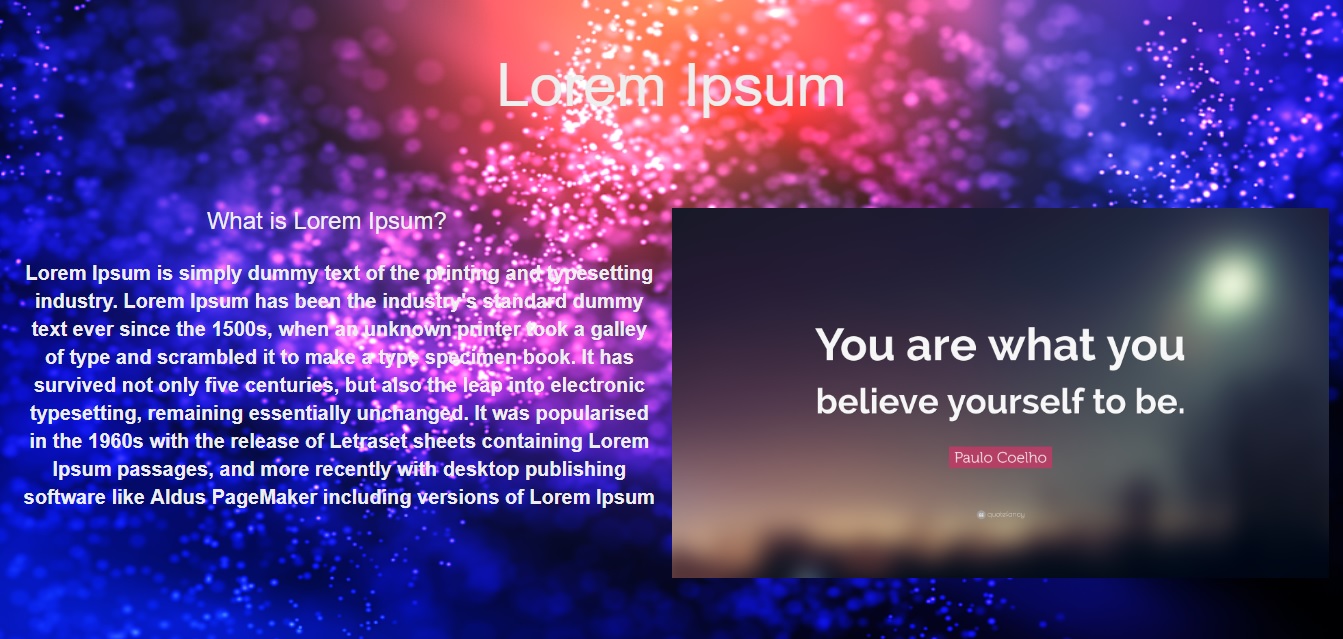 Lorem Ipsum
What is Lorem Ipsum?
Lorem Ipsum is simply dummy text of the printing and typesetting
industry. Lorem Ipsum has been the industry's standard dummy
text ever since the 1500s, when an unknown printer took a galley
of type and scrambled it to make a type specimen book. It has
survived not only five centuries, but also the leap into electronic
typesetting, remaining essentially unchanged. It was popularised
in the 1960s with the release of Letraset sheets containing Lorem
Ipsum passages, and more recently with desktop publishing
software like Aldus PageMaker including versions of Lorem Ipsum
You are what you
believe yourself to be.
Paulo Coelho
quotefancy